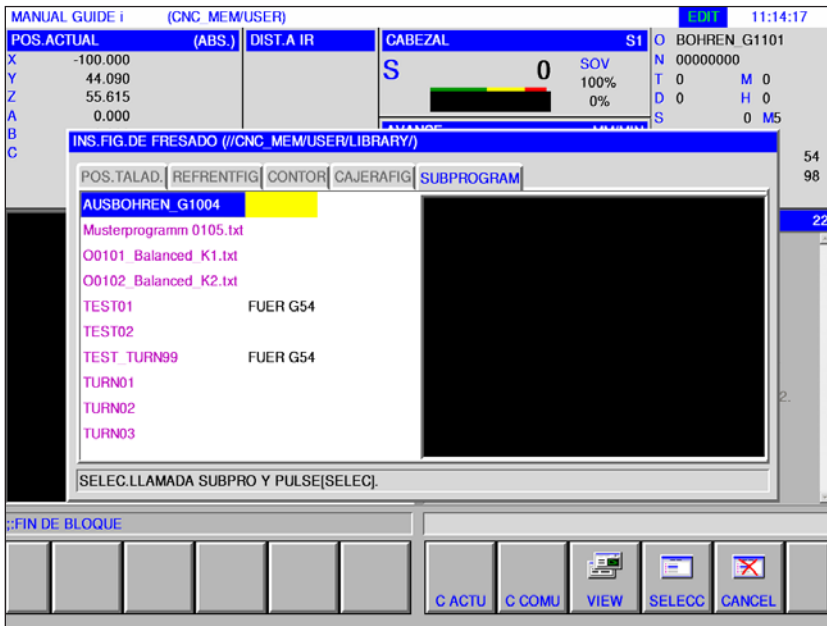 MANUAL GUIDE i (CNC_MEM/USER) EDIT 11:14:17
POS.ACTUAL (ABS.) DIST.A IR CABEZAL S1 O BOHREN_G1101
X -100.000 N 00000000
Y 44.090 S 0 SOV 100% T 0 M 0
Z 55.615 0% D 0 H 0
A 0.000 S 0 M5
B
C
INS.FIG.DE FRESADO (//CNC_MEM/USER/LIBRARY/)
54
98
POS.TALAD. REFRENTFIG CONTOR CAJERAFIG SUBPROGRAM
AUSBOHREN_G1004
22
Musterprogramm 0105.txt
O0101_Balanced_K1.txt
O0102_Balanced_K2.txt
TEST01 FUER G54
TEST02
TEST_TURN99 FUER G54
TURN01
TURN02
2.
TURN03
SELEC.LLAMADA SUBPRO Y PULSE[SELEC].
;:FIN DE BLOQUE
C ACTU C COMU VIEW SELECC CANCEL